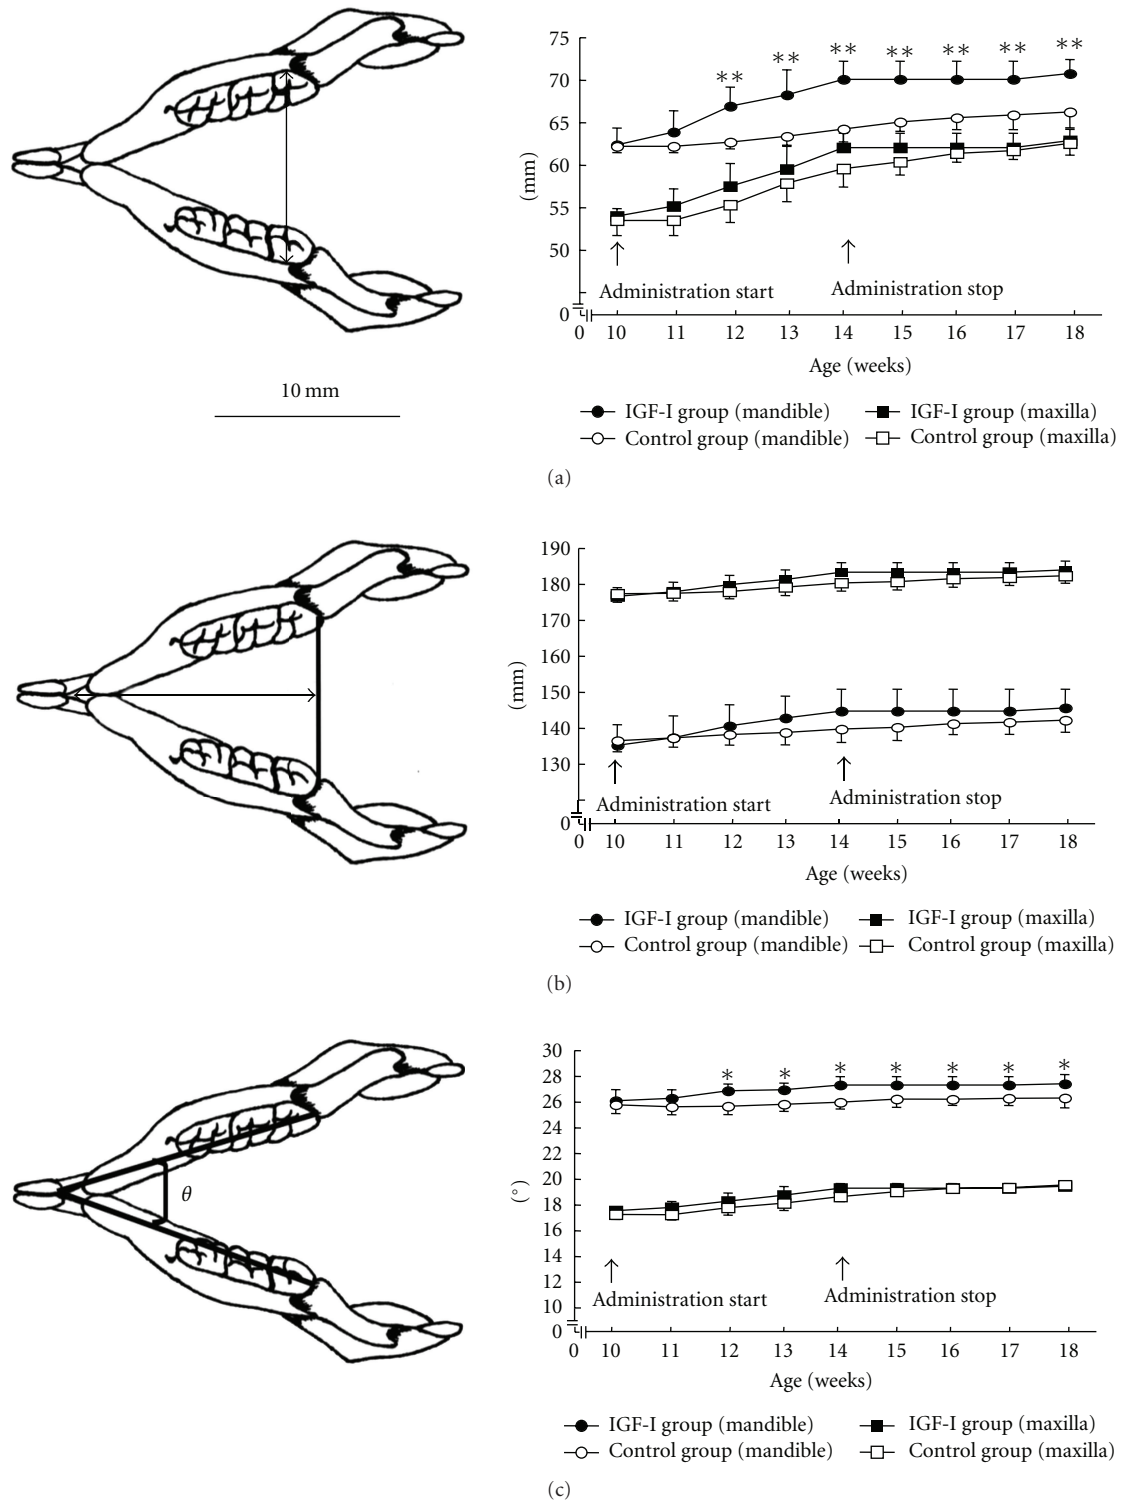 75
70
65
60
55
50
0
(mm)
** ** ** ** ** ** **
Administration start
Administration stop
0 10 11 12 13 14 15 16 17 18
Age (weeks)
10 mm
IGF-I group (mandible) IGF-I group (maxilla)
Control group (mandible) Control group (maxilla)
(a)
190
180
170
160
150
140
130
0
(mm)
Administration start
Administration stop
0 10 11 12 13 14 15 16 17 18
Age (weeks)
IGF-I group (mandible) IGF-I group (maxilla)
Control group (mandible) Control group (maxilla)
(b)
θ
30
28
26
24
22
20
18
16
14
12
10
0
(°)
* * * * * * *
Administration start
Administration stop
0 10 11 12 13 14 15 16 17 18
Age (weeks)
IGF-I group (mandible) IGF-I group (maxilla)
Control group (mandible) Control group (maxilla)
(c)